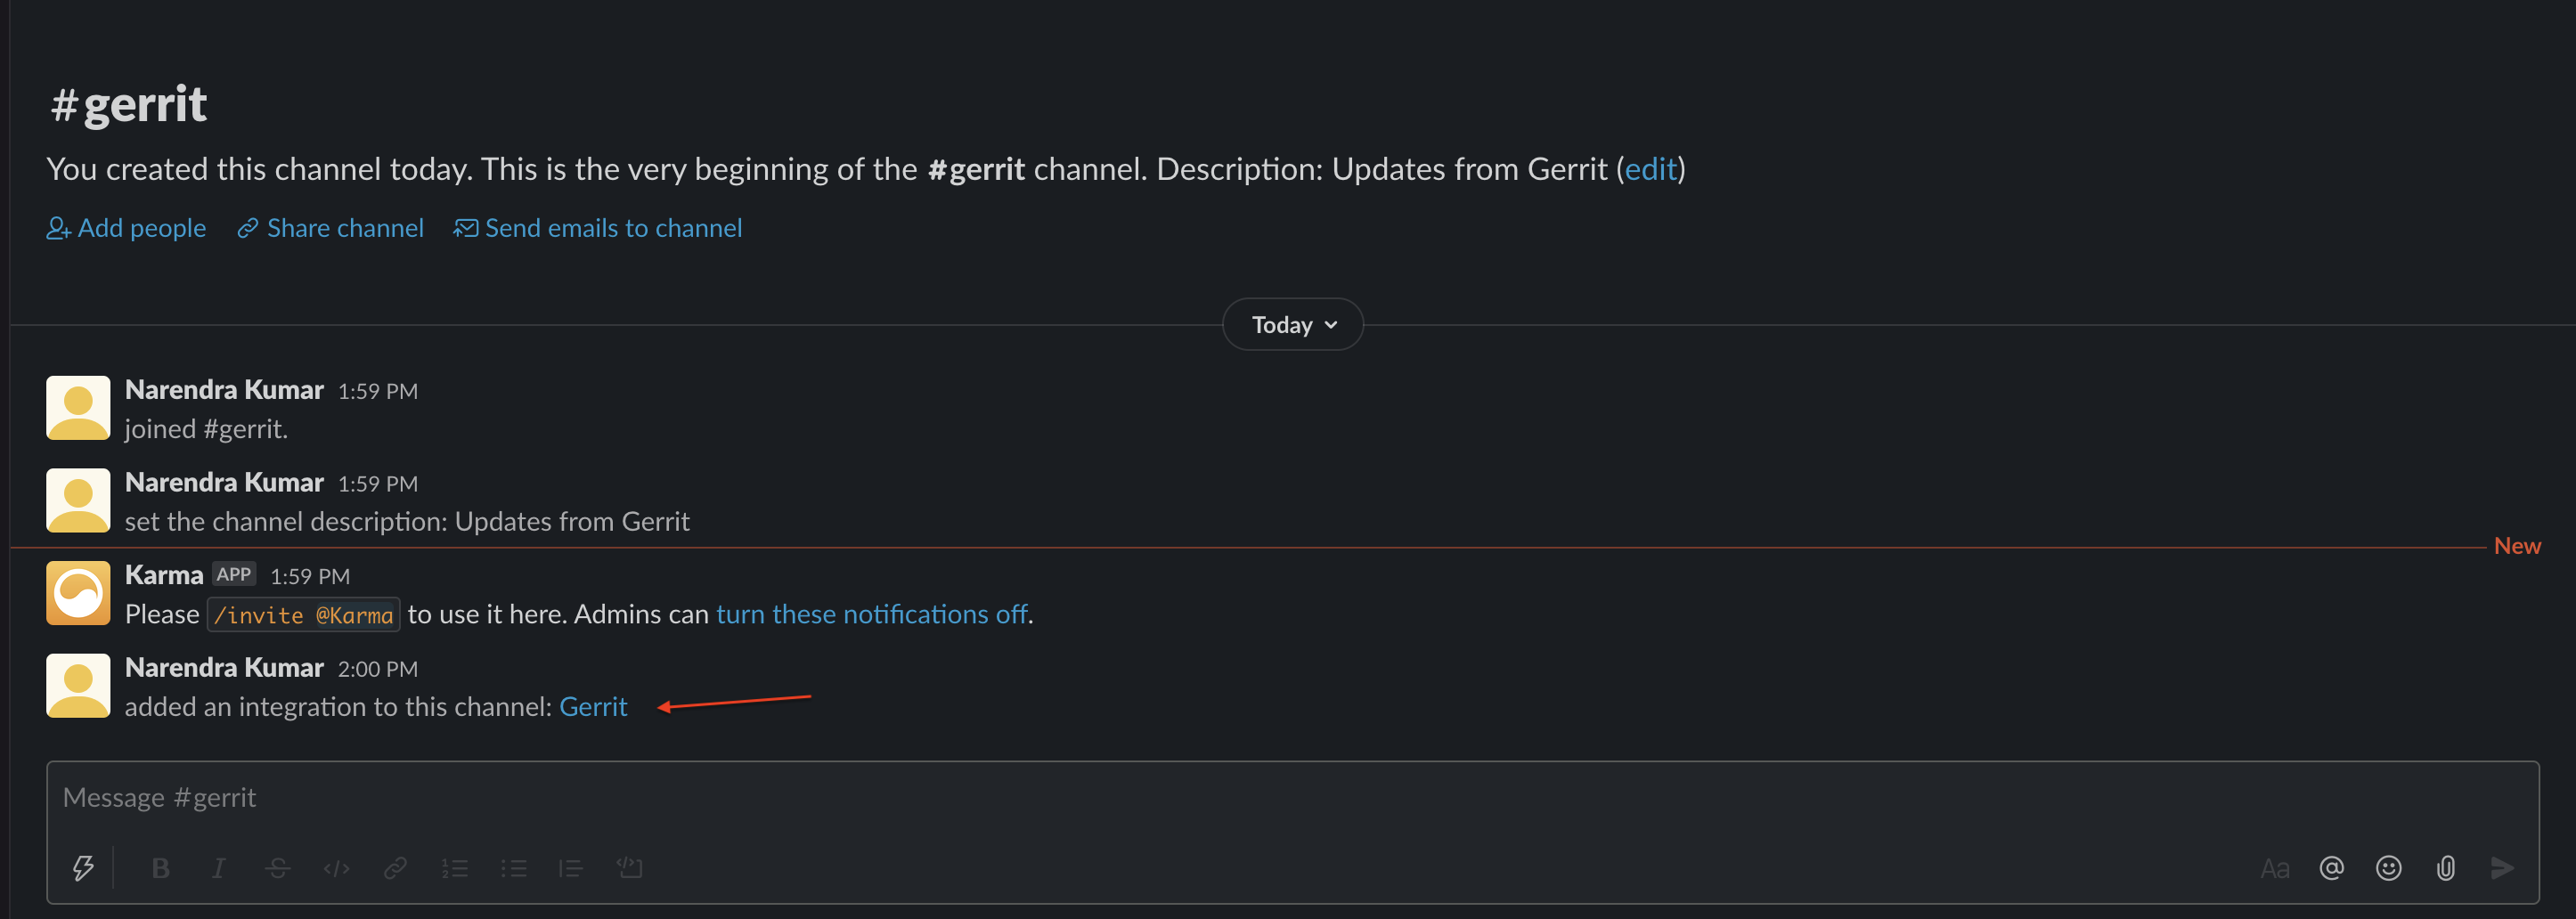 #gerrit
You created this channel today. This is the very beginning of the #gerrit channel. Description: Updates from Gerrit (edit)
Add people Share channel Send emails to channel
Today
Narendra Kumar 1:59 PM
joined #gerrit.
Narendra Kumar 1:59 PM
set the channel description: Updates from Gerrit
New
Karma APP 1:59 PM
Please /invite @Karma to use it here. Admins can turn these notifications off.
Narendra Kumar 2:00 PM
added an integration to this channel: Gerrit
Message #gerrit
Aa